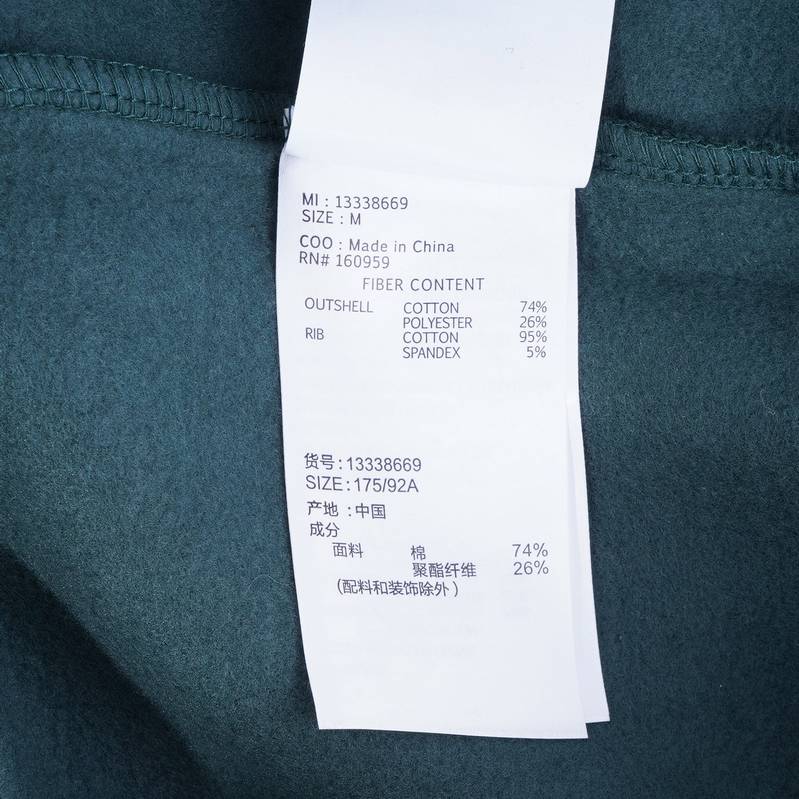 MI : 13338669
SIZE : M
COO : Made in China
RN# 160959
FIBER CONTENT
OUTSHELL COTTON 74%
POLYESTER 26%
RIB COTTON 95%
SPANDEX 5%
货号:13338669
SIZE:175/92A
产地 :中国
成分
面料 棉 74%
聚酯纤维 26%
(配料和装饰除外 )